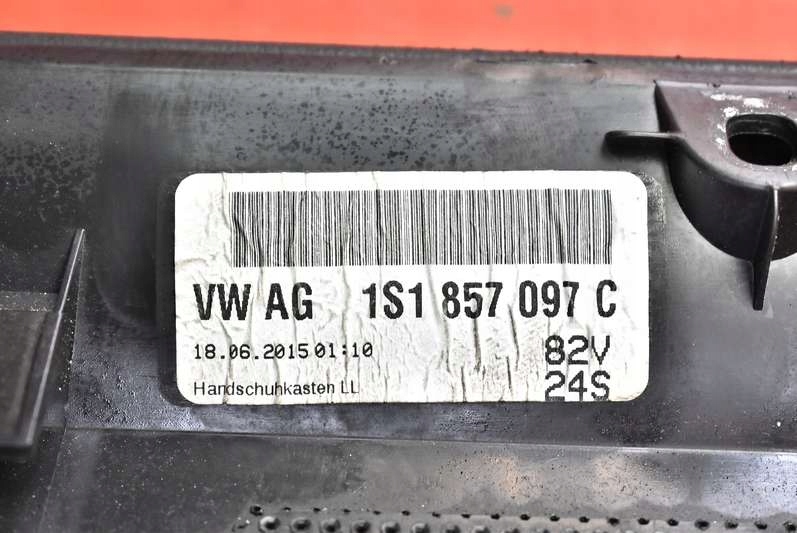 VW AG 1S1 857 097 C
18.06.2015 01:10 82V
Handschuhkasten LL 24S